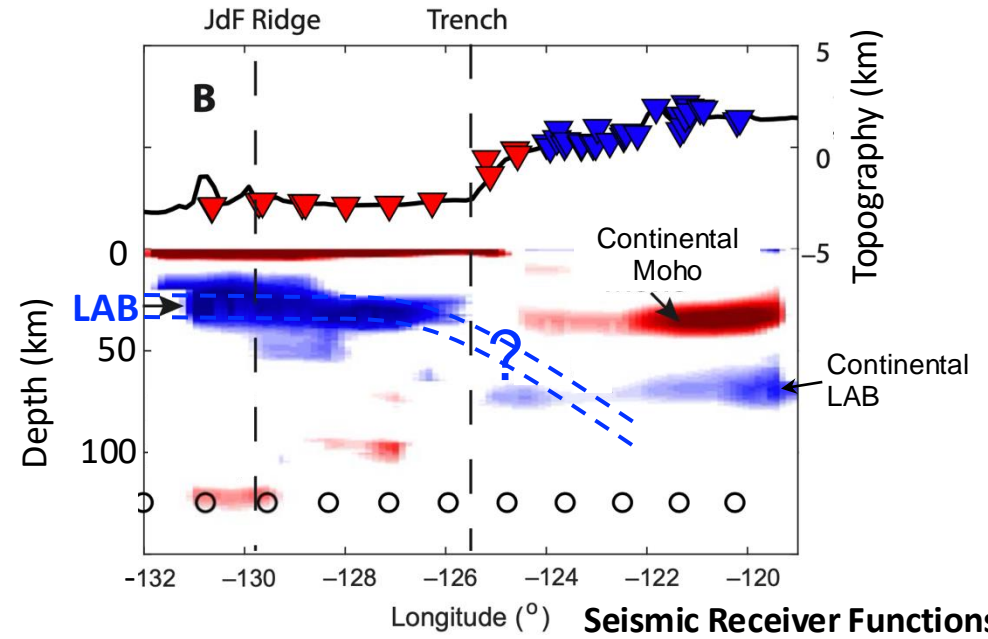 JdF Ridge
Trench
B
5
0
–5
Topography (km)
Continental
Moho
0
LAB
50
100
Depth (km)
?
Continental
LAB
-132
–130
–128
–126
–124
–122
–120
Longitude (°)
Seismic Receiver Functions